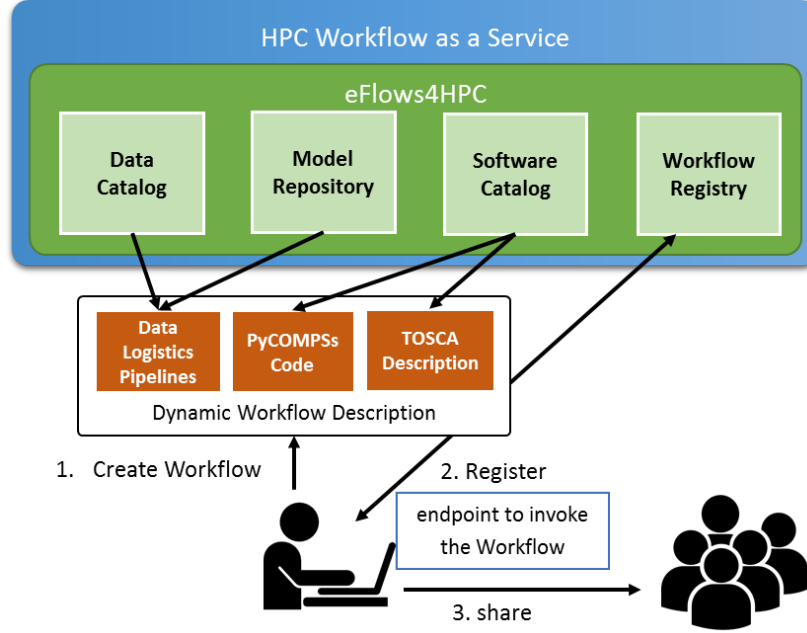 HPC Workflow as a Service
eFlows4HPC
Data
Catalog
Model
Repository
Software
Catalog
Workflow
Registry
Data
Logistics
Pipelines
PyCOMPSs
Code
TOSCA
Description
Dynamic Workflow Description
1. Create Workflow
2. Register
endpoint to invoke
the Workflow
3. share